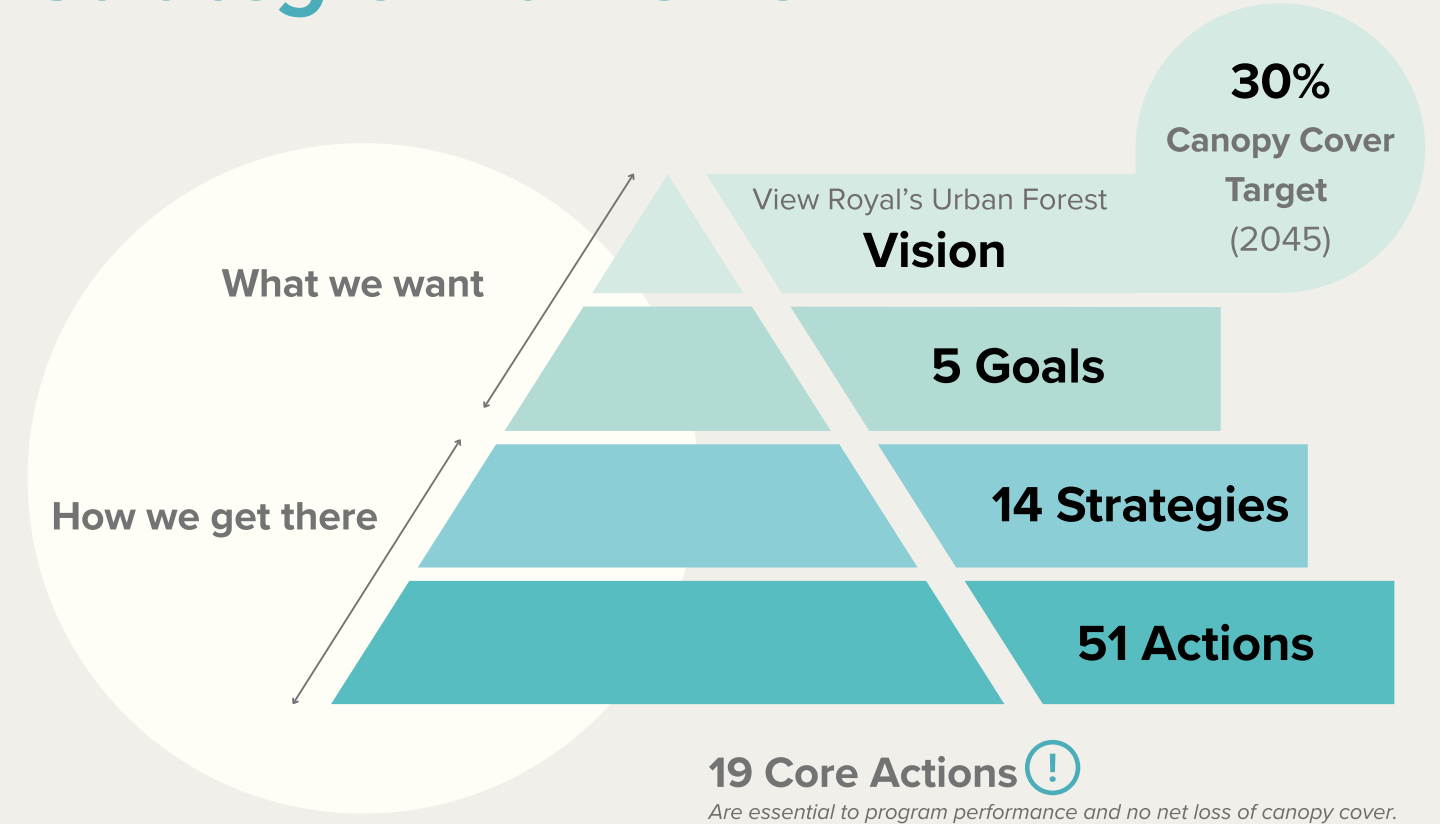 30%
Canopy Cover
Target
(2045)
View Royal’s Urban Forest
Vision
What we want
5 Goals
14 Strategies
How we get there
51 Actions
19 Core Actions !
Are essential to program performance and no net loss of canopy cover.